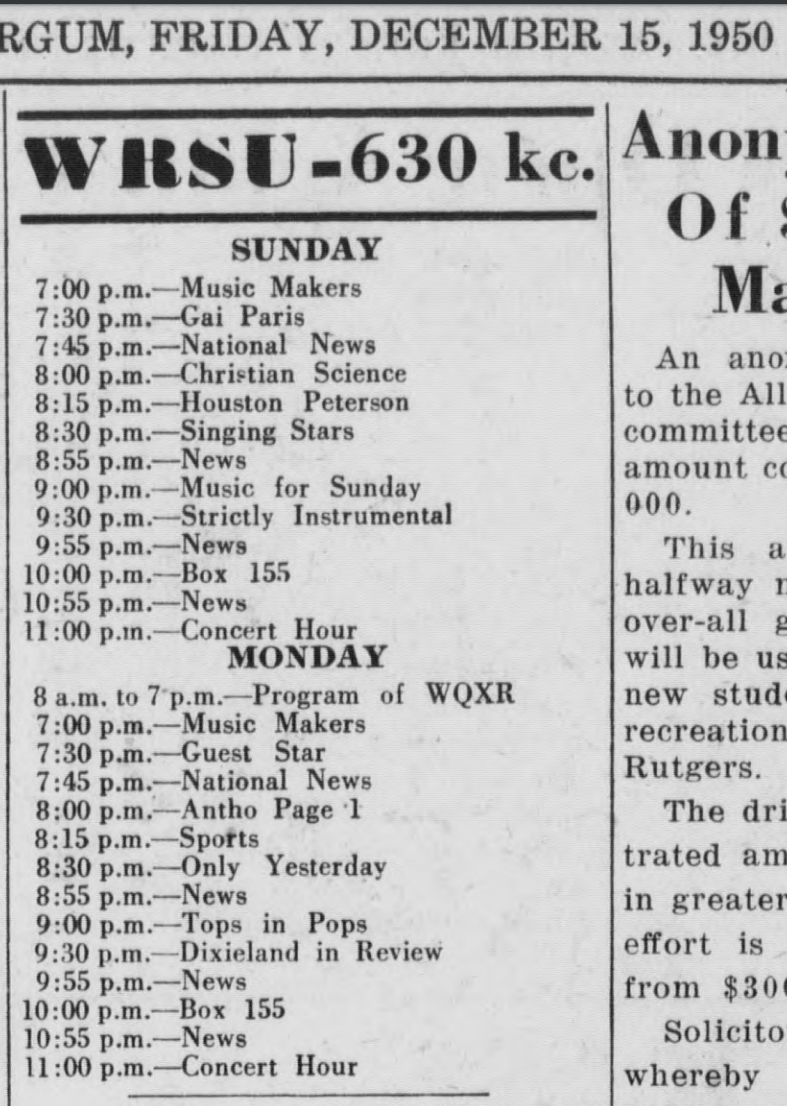 RGUM, FRIDAY, DECEMBER 15, 1950
WRSU-630 kc.
SUNDAY
7:00 p.m.—Music Makers
7:30 p.m.—Gai Paris
7:45 p.m.—National News
8:00 p.m.—Christian Science
8:15 p.m.—Houston Peterson
8:30 p.m.—Singing Stars
8:55 p.m.—News
9:00 p.m.—Music for Sunday
9:30 p.m.—Strictly Instrumental
9:55 p.m.—News
10:00 p.m.—Box 155
10:55 p.m.—News
11:00 p.m.—Concert Hour
MONDAY
8 a.m. to 7 p.m.—Program of WQXR
7:00 p.m.—Music Makers
7:30 p.m.—Guest Star
7:45 p.m.—National News
8:00 p.m.—Antho Page 1
8:15 p.m.—Sports
8:30 p.m.—Only Yesterday
8:55 p.m.—News
9:00 p.m.—Tops in Pops
9:30 p.m.—Dixieland in Review
9:55 p.m.—News
10:00 p.m.—Box 155
10:55 p.m.—News
11:00 p.m.—Concert Hour
Anony
Of $
Ma
An anon
to the All
committee
amount co
000.
This a
halfway m
over-all g
will be us
new stude
recreation
Rutgers.
The dri
trated am
in greater
effort is
from $300
Solicito
whereby